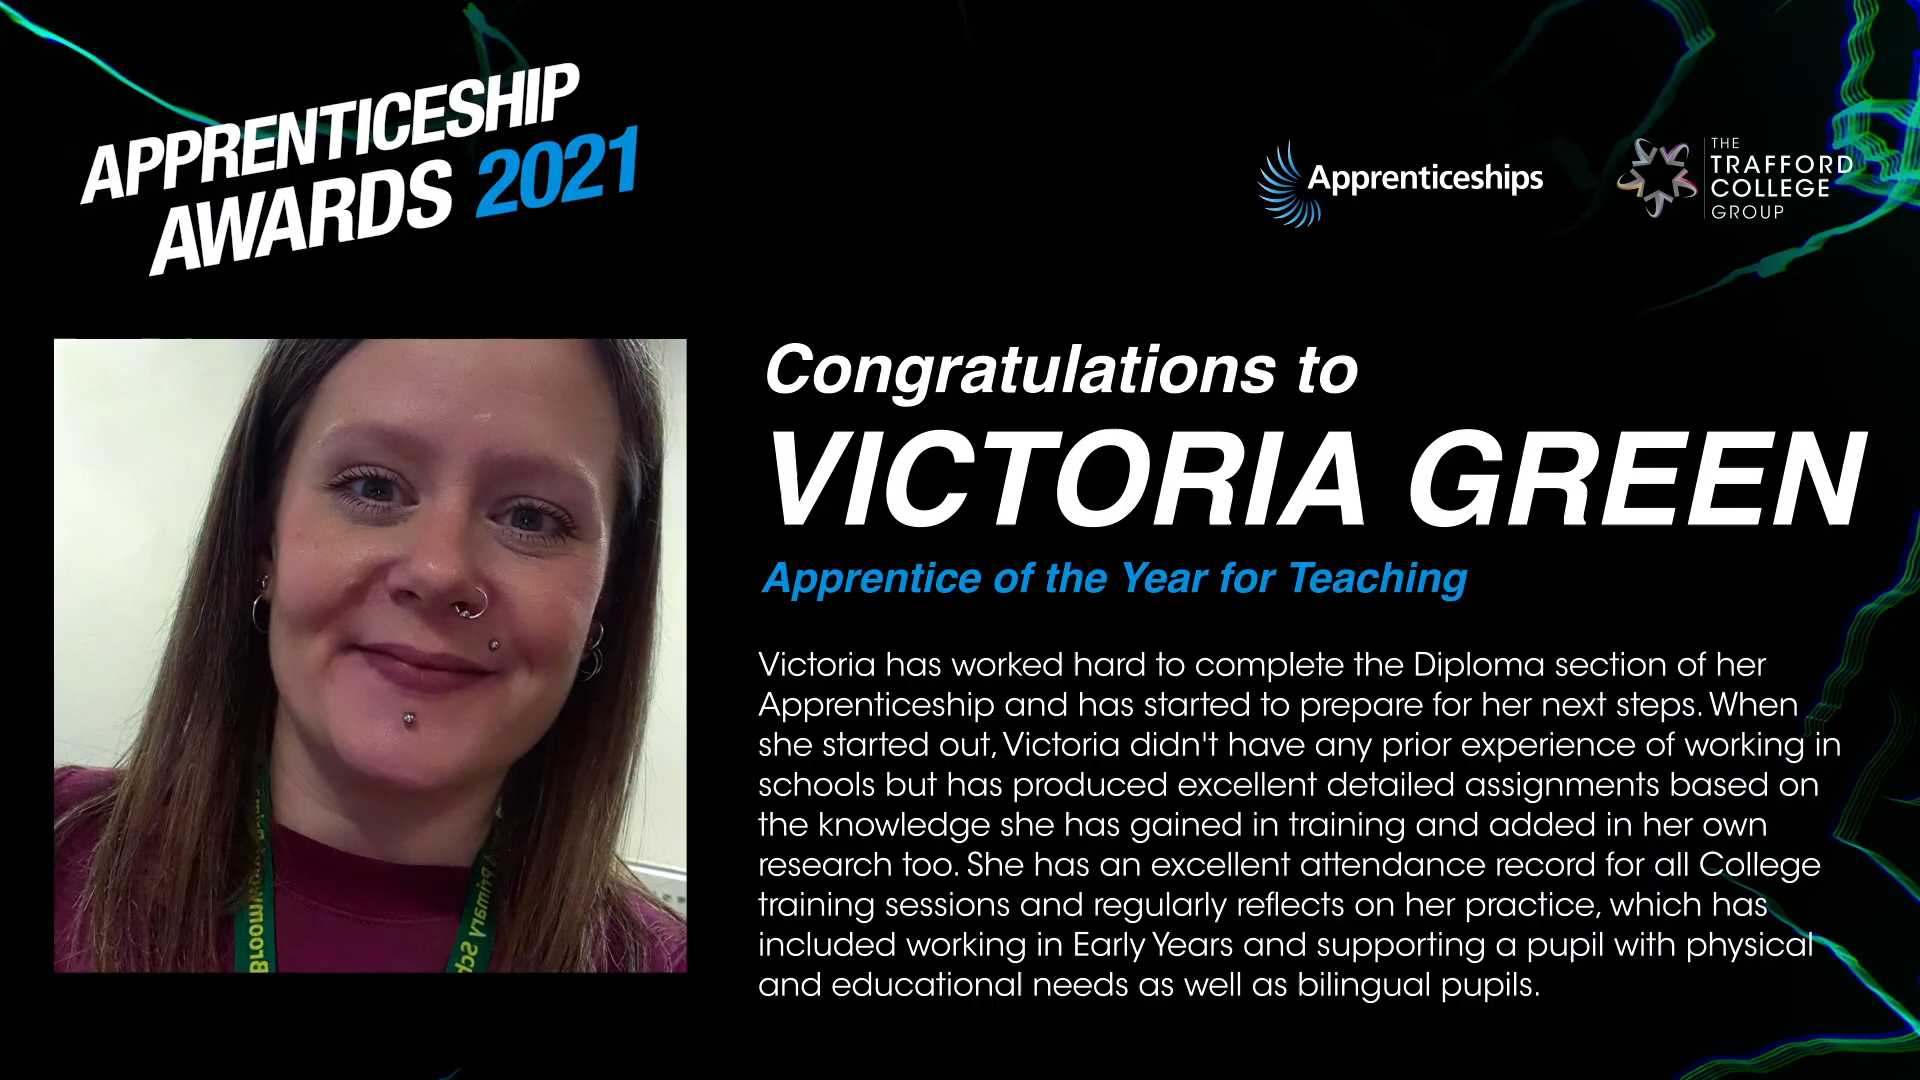 APPRENTICESHIP
AWARDS 2021
Apprenticeships
THE
TRAFFORD
COLLEGE
GROUP
Congratulations to
VICTORIA GREEN
Apprentice of the Year for Teaching
Victoria has worked hard to complete the Diploma section of her
Apprenticeship and has started to prepare for her next steps. When
she started out, Victoria didn't have any prior experience of working in
schools but has produced excellent detailed assignments based on
the knowledge she has gained in training and added in her own
research too. She has an excellent attendance record for all College
training sessions and regularly reflects on her practice, which has
included working in Early Years and supporting a pupil with physical
and educational needs as well as bilingual pupils.
Primary